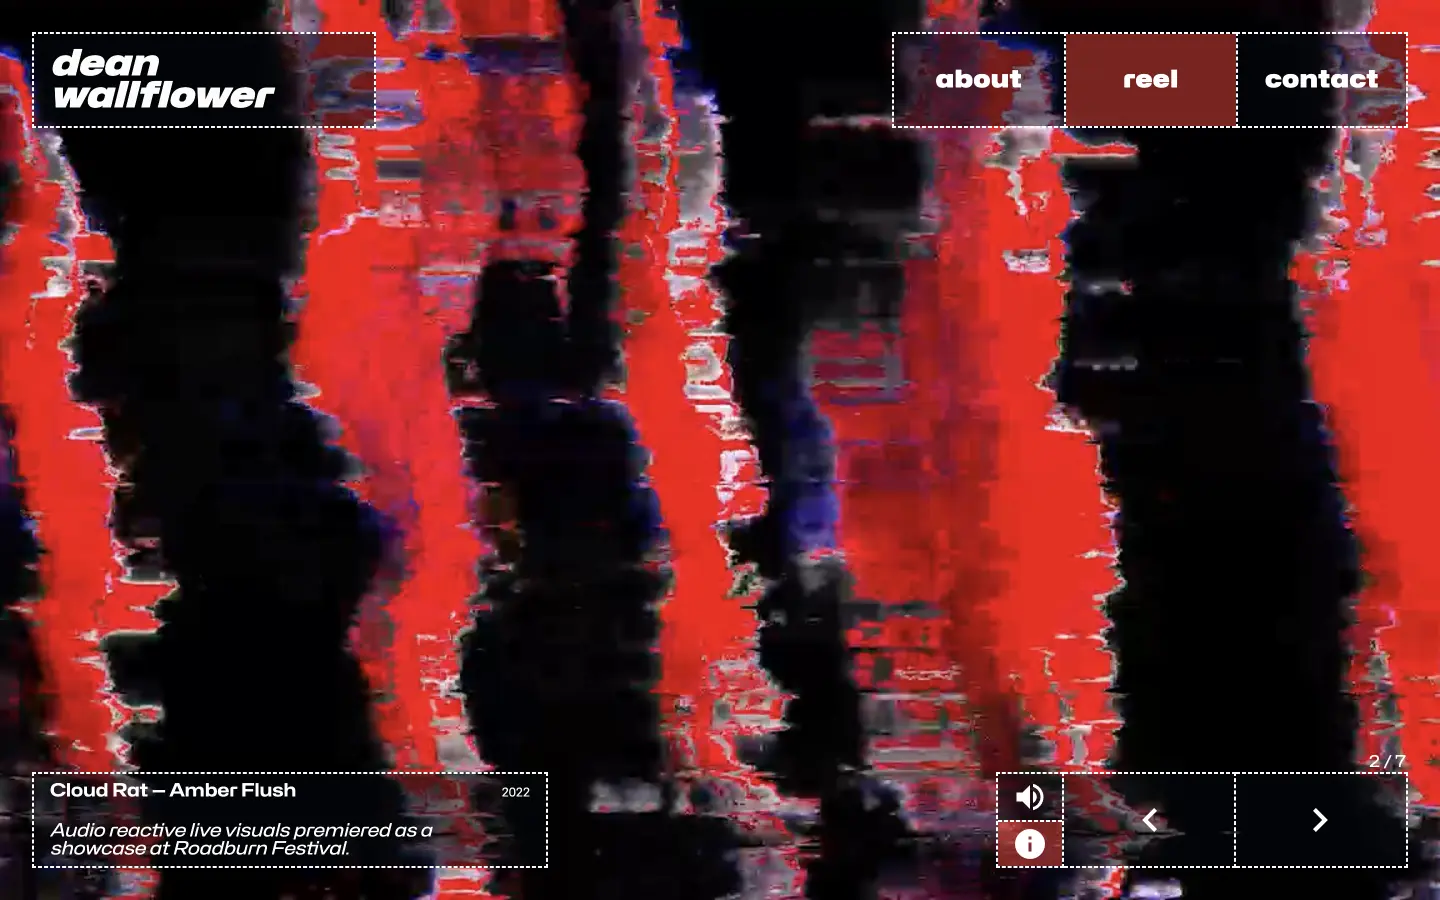 dean
wallflower
about
reel
contact
2 / 7
Cloud Rat – Amber Flush
2022
Audio reactive live visuals premiered as a
showcase at Roadburn Festival.